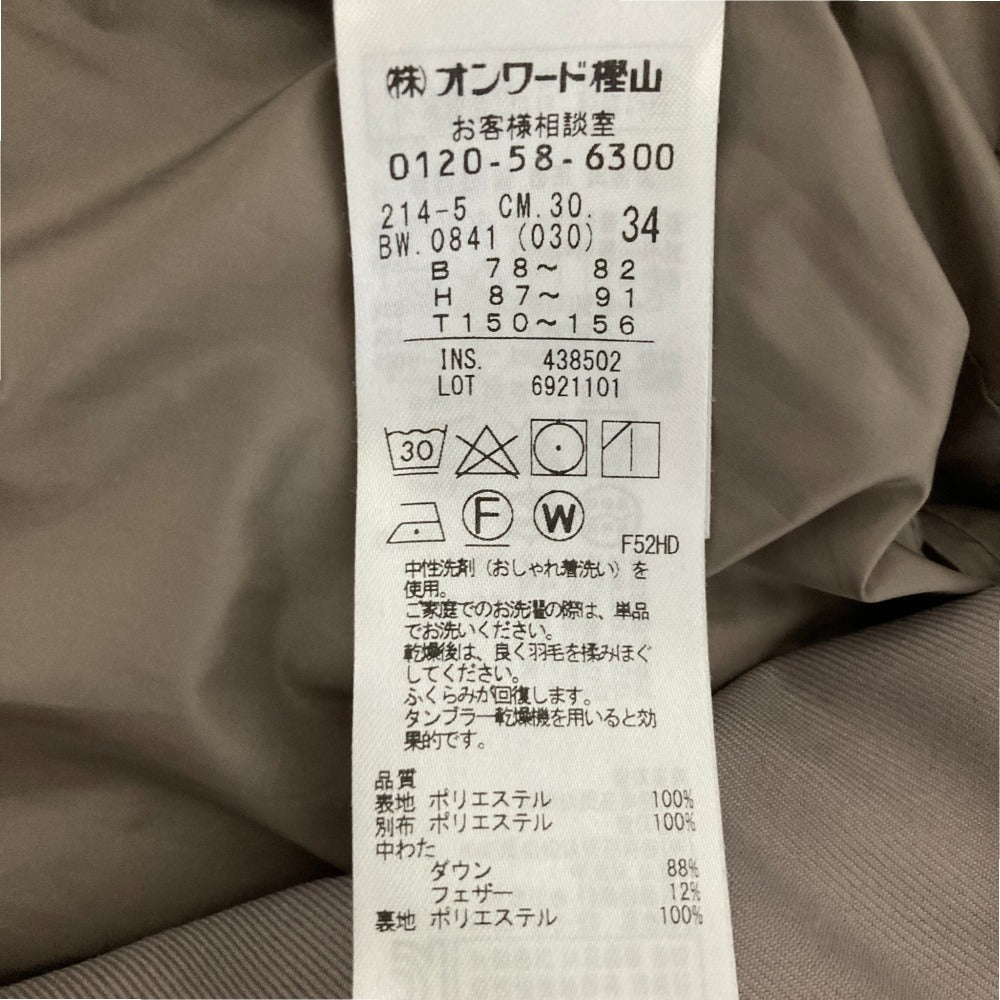 ㈱オンワード樫山
お客様相談室
0120-58-6300
214-5 CM.30.
BW.0841 (030) 34
B 78~ 82
H 87~ 91
T150~156
INS. 438502
LOT 6921101
30
F W
F52HD
中性洗剤（おしゃれ着洗い）を
使用。
ご家庭でのお洗濯の際は、単品
でお洗いください。
乾燥後は、良く羽毛を揉みほぐ
してください。
ふくらみが回復します。
タンブラー乾燥機を用いると効
果的です。
品質
表地 ポリエステル 100%
別布 ポリエステル 100%
中わた
ダウン 88%
フェザー 12%
裏地 ポリエステル 100%